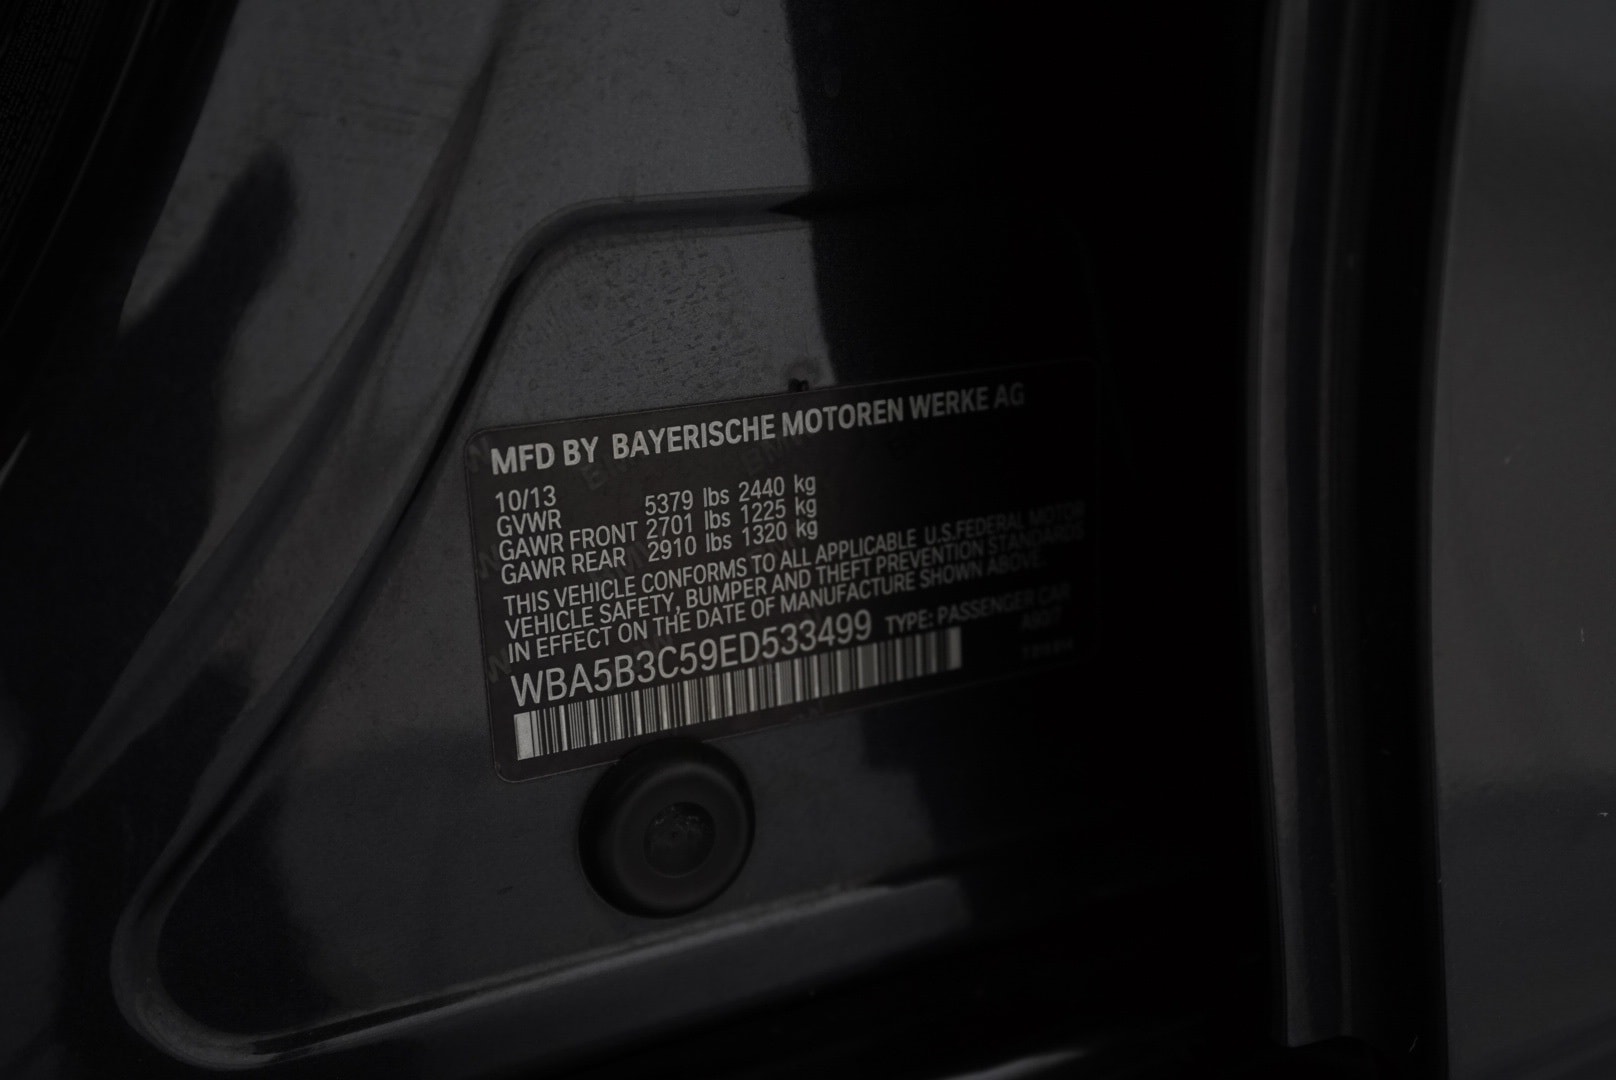 MFD BY BAYERISCHE MOTOREN WERKE AG
10/13
GVWR 5379 lbs 2440 kg
GAWR FRONT 2701 lbs 1225 kg
GAWR REAR 2910 lbs 1320 kg
THIS VEHICLE CONFORMS TO ALL APPLICABLE U.S.FEDERAL MOTOR
VEHICLE SAFETY, BUMPER AND THEFT PREVENTION STANDARDS
IN EFFECT ON THE DATE OF MANUFACTURE SHOWN ABOVE.
WBA5B3C59ED533499 TYPE: PASSENGER CAR